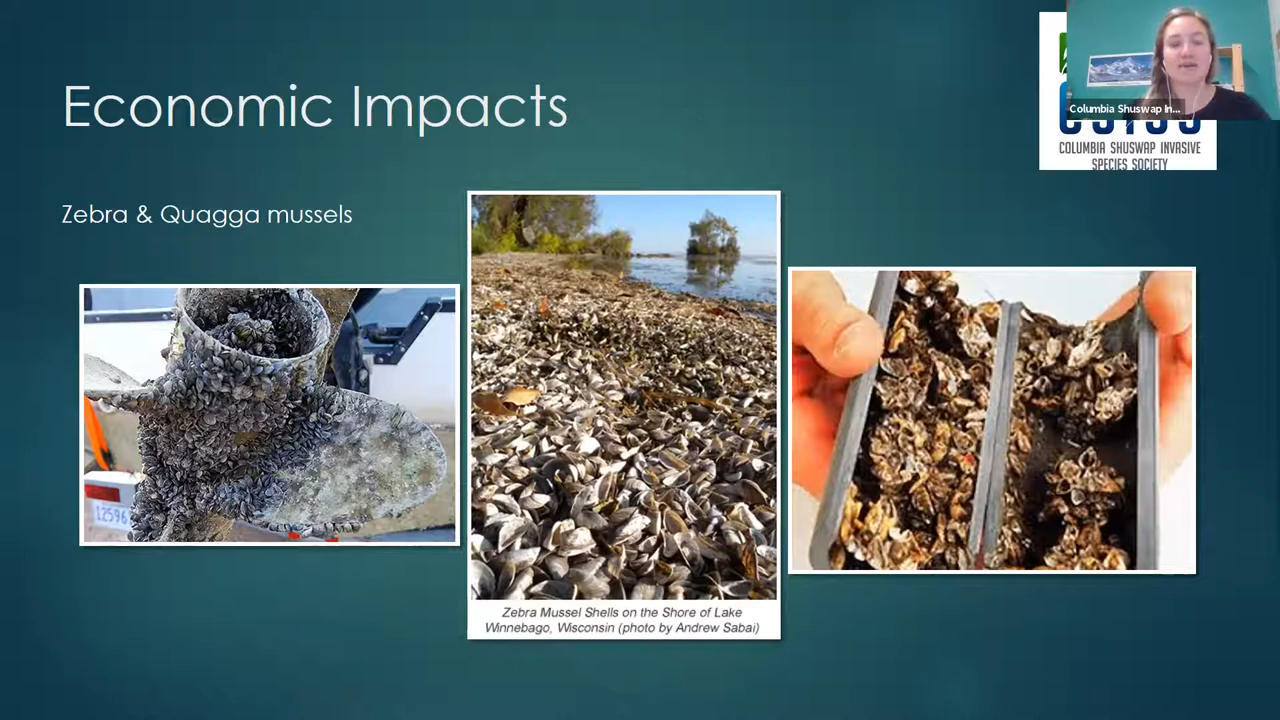 Economic Impacts
Columbia Shuswap In...
COLUMBIA SHUSWAP INVASIVE
SPECIES SOCIETY
Zebra & Quagga mussels
12596
Zebra Mussel Shells on the Shore of Lake
Winnebago, Wisconsin (photo by Andrew Sabai)